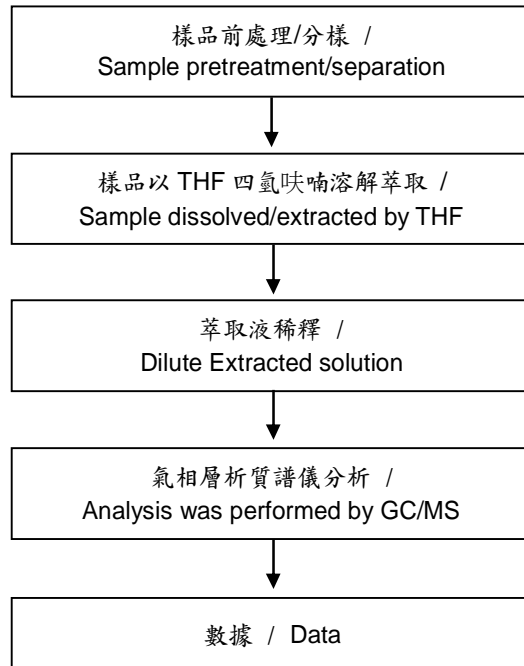 樣品前處理/分樣 /
Sample pretreatment/separation
樣品以 THF 四氫呋喃溶解萃取 /
Sample dissolved/extracted by THF
萃取液稀釋 /
Dilute Extracted solution
氣相層析質譜儀分析 /
Analysis was performed by GC/MS
數據 / Data